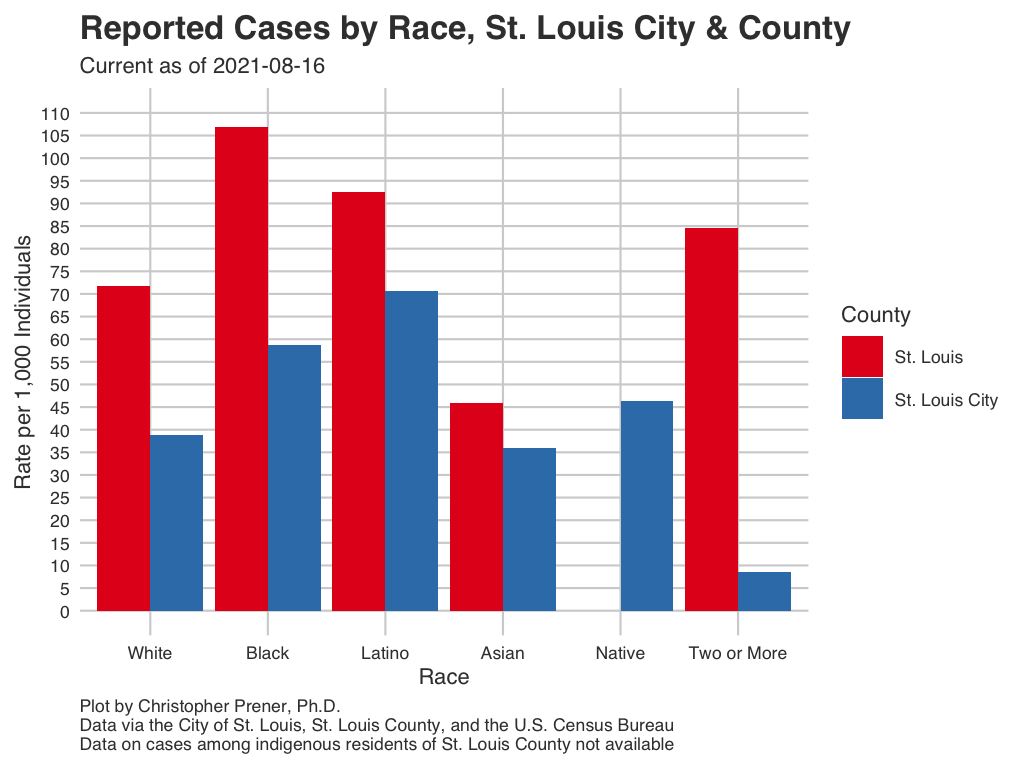 Reported Cases by Race, St. Louis City & County
Current as of 2021-08-16
110
105
100
95
90
85
80
75
70
65
60
55
50
45
40
35
30
25
20
15
10
5
0
Rate per 1,000 Individuals
White Black Latino Asian Native Two or More
Race
County
St. Louis
St. Louis City
Plot by Christopher Prener, Ph.D.
Data via the City of St. Louis, St. Louis County, and the U.S. Census Bureau
Data on cases among indigenous residents of St. Louis County not available